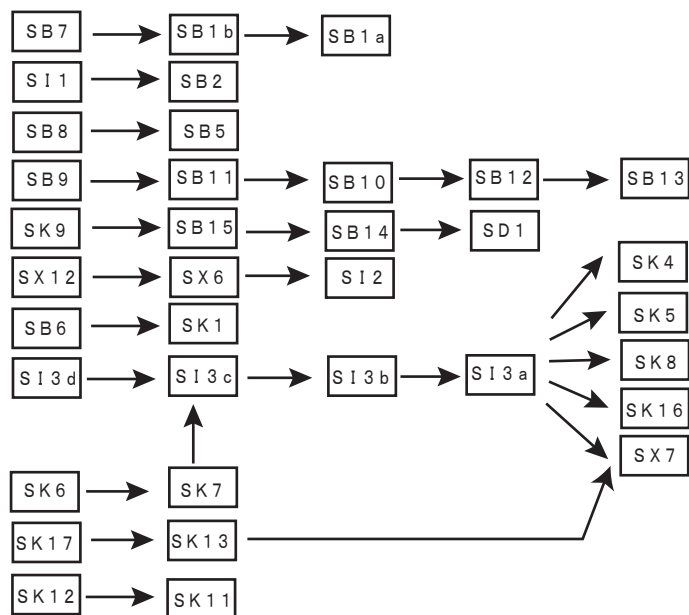 SB7 SB1b SB1a
SI1 SB2
SB8 SB5
SB9 SB11 SB10 SB12 SB13
SK9 SB15 SB14 SD1
SK4
SX12 SX6 SI2
SK5
SB6 SK1
SK8
SI3d SI3c SI3b SI3a
SK16
SX7
SK6 SK7
SK17 SK13
SK12 SK11